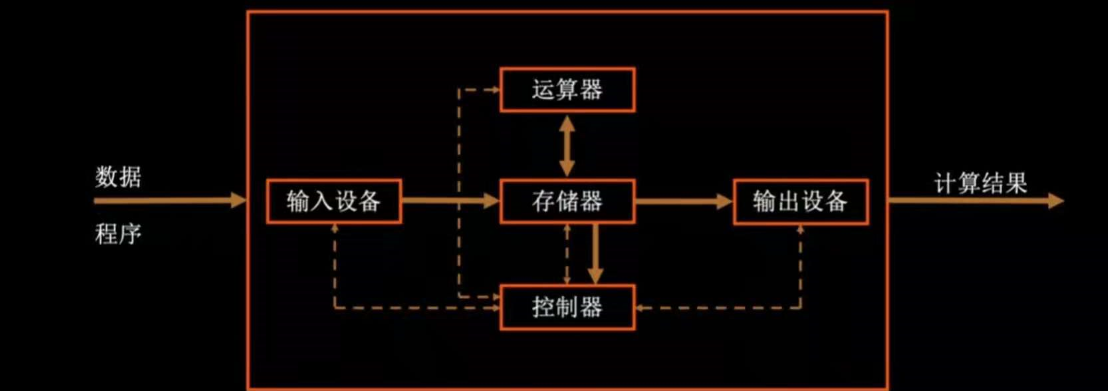 运算器
数据
输入设备
存储器
输出设备
计算结果
程序
控制器